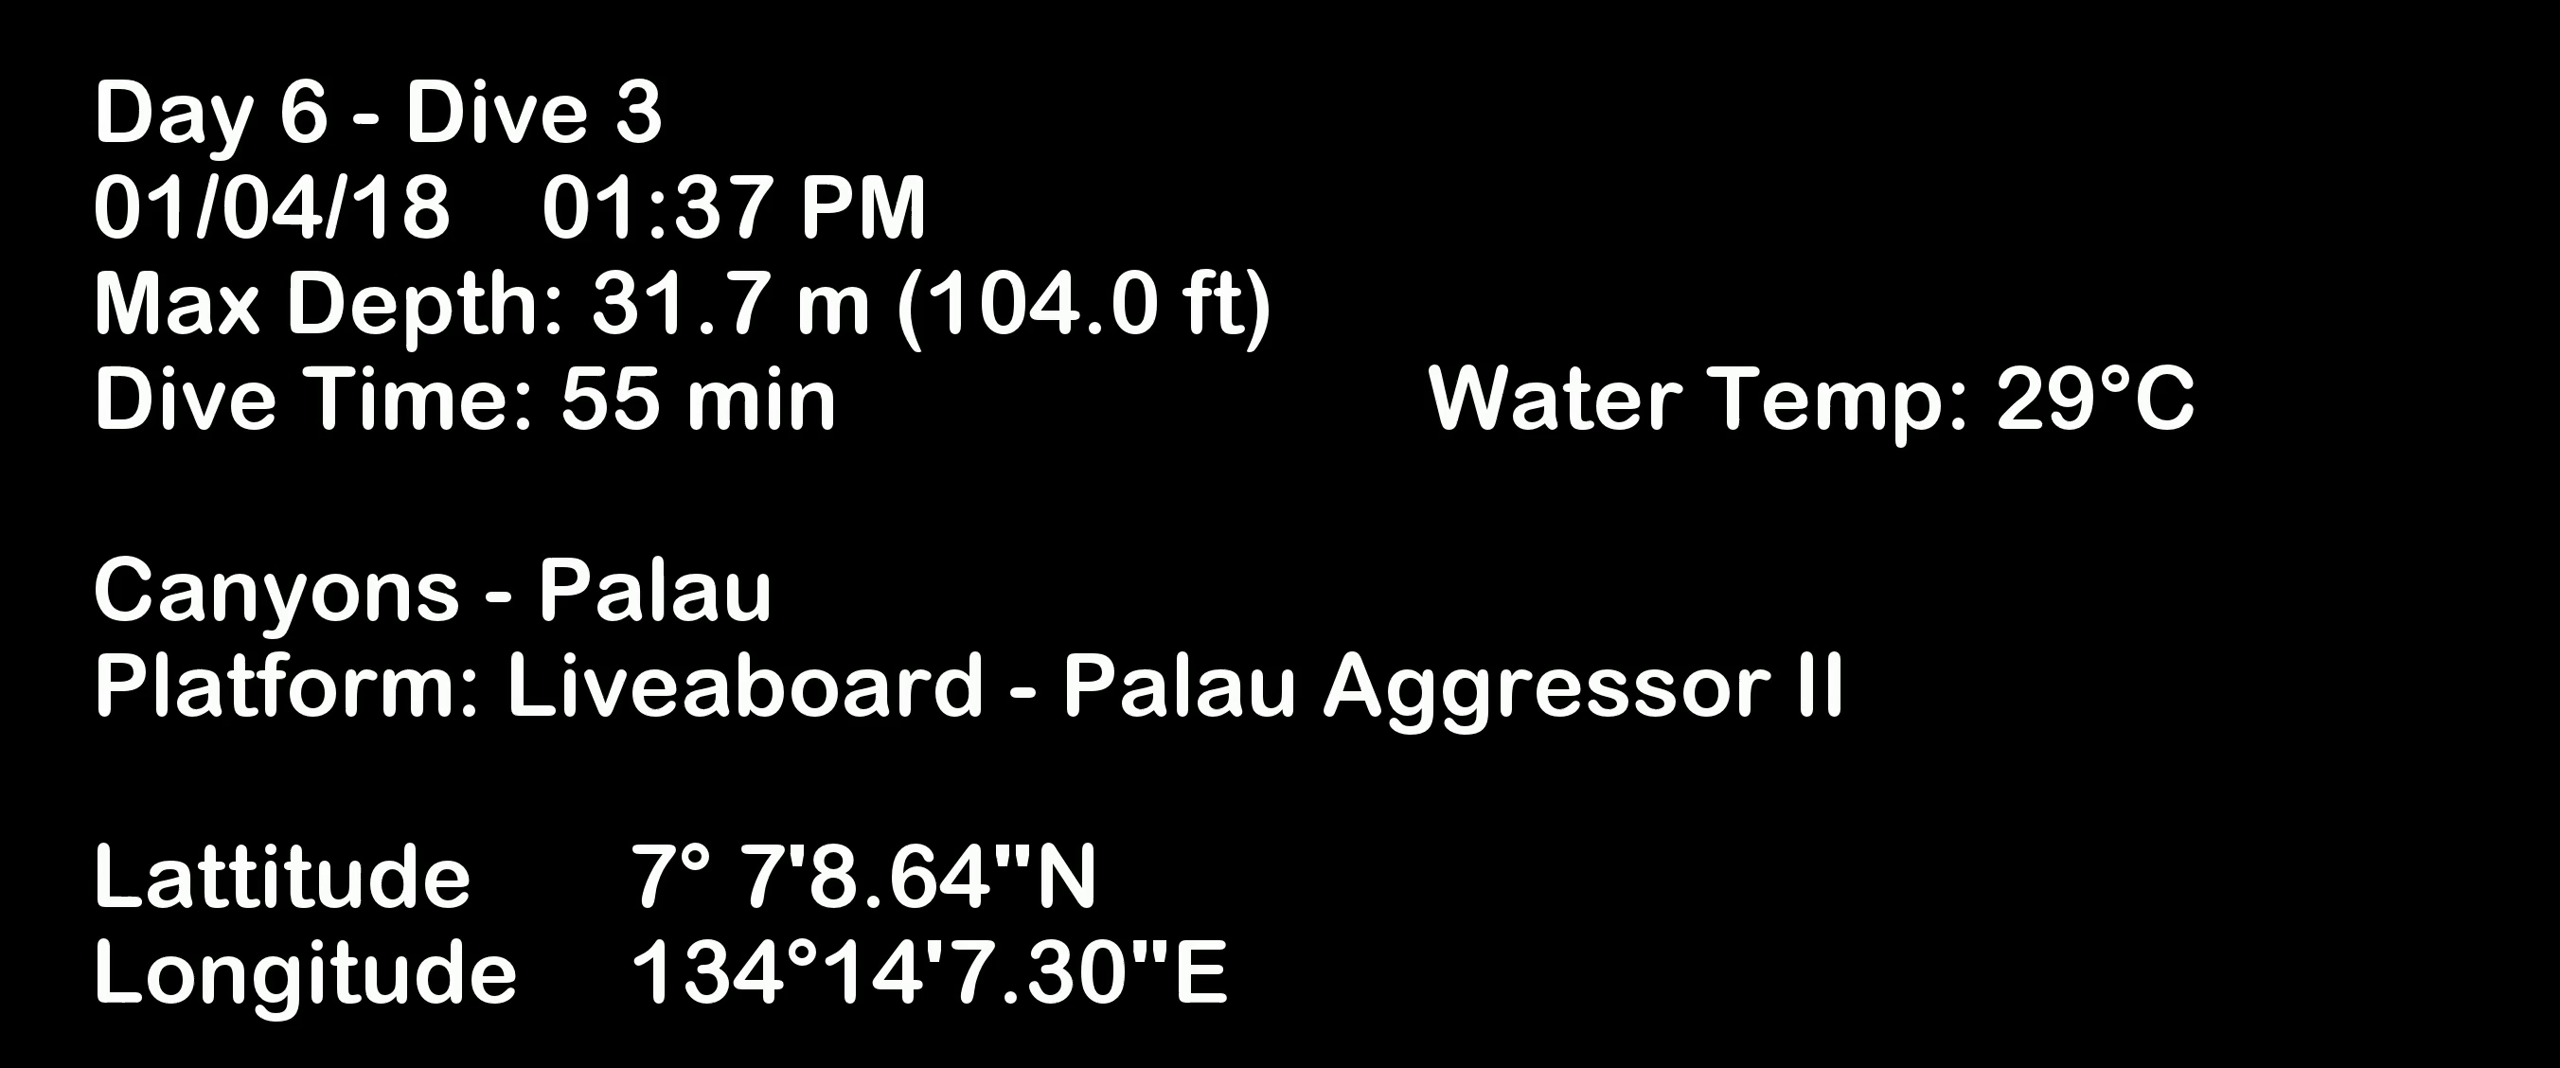 Day 6 - Dive 3
01/04/18 01:37 PM
Max Depth: 31.7 m (104.0 ft)
Dive Time: 55 min Water Temp: 29°C
Canyons - Palau
Platform: Liveaboard - Palau Aggressor II
Lattitude 7° 7'8.64"N
Longitude 134°14'7.30"E